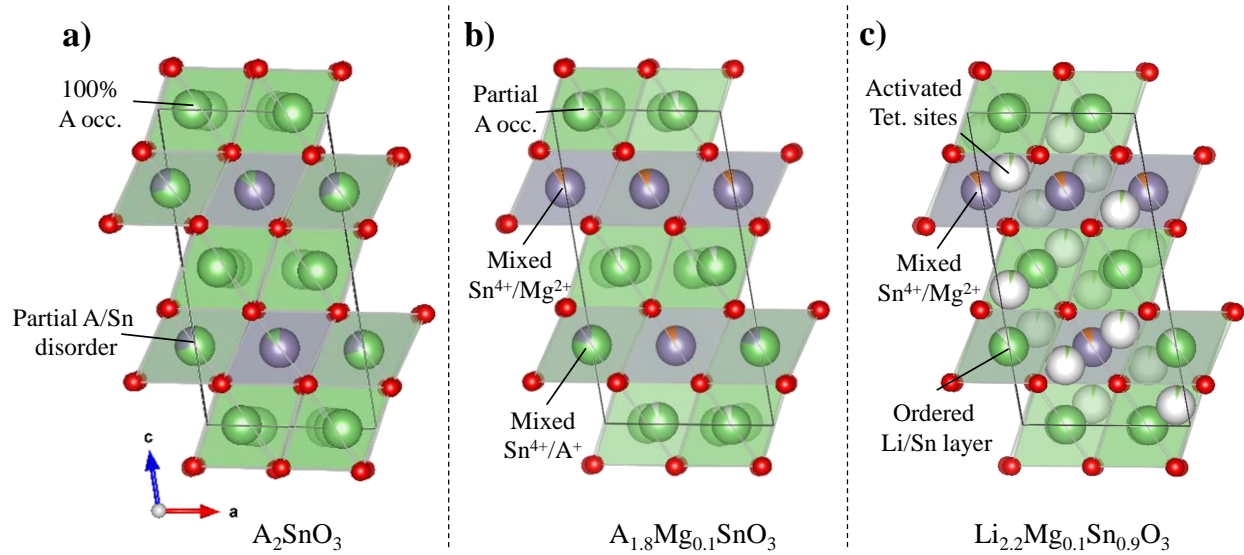 a)
100%
A occ.
Partial A/Sn
disorder
c
a
A₂SnO₃
b)
Partial
A occ.
Mixed
Sn⁴⁺/Mg²⁺
Mixed
Sn⁴⁺/A⁺
A₁.₈Mg₀.₁SnO₃
c)
Activated
Tet. sites
Mixed
Sn⁴⁺/Mg²⁺
Ordered
Li/Sn layer
Li₂.₂Mg₀.₁Sn₀.₉O₃